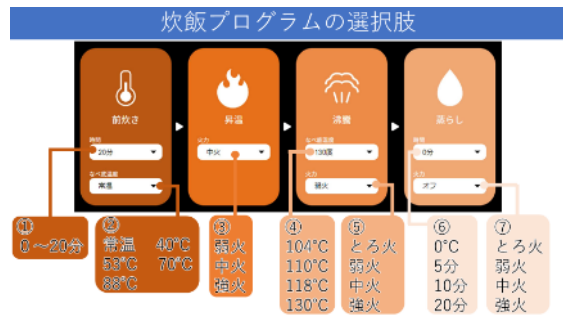 炊飯プログラムの選択肢
前炊き
昇温
沸騰
蒸らし
時間
20分
なべ底温度
常温
火力
中火
なべ底温度
130度
火力
弱火
時間
0分
火力
オフ
①
0〜20分
②
常温 40°C
53°C 70°C
88°C
③
弱火
中火
強火
④
104°C
110°C
118°C
130°C
⑤
とろ火
弱火
中火
強火
⑥
0°C
5分
10分
20分
⑦
とろ火
弱火
中火
強火